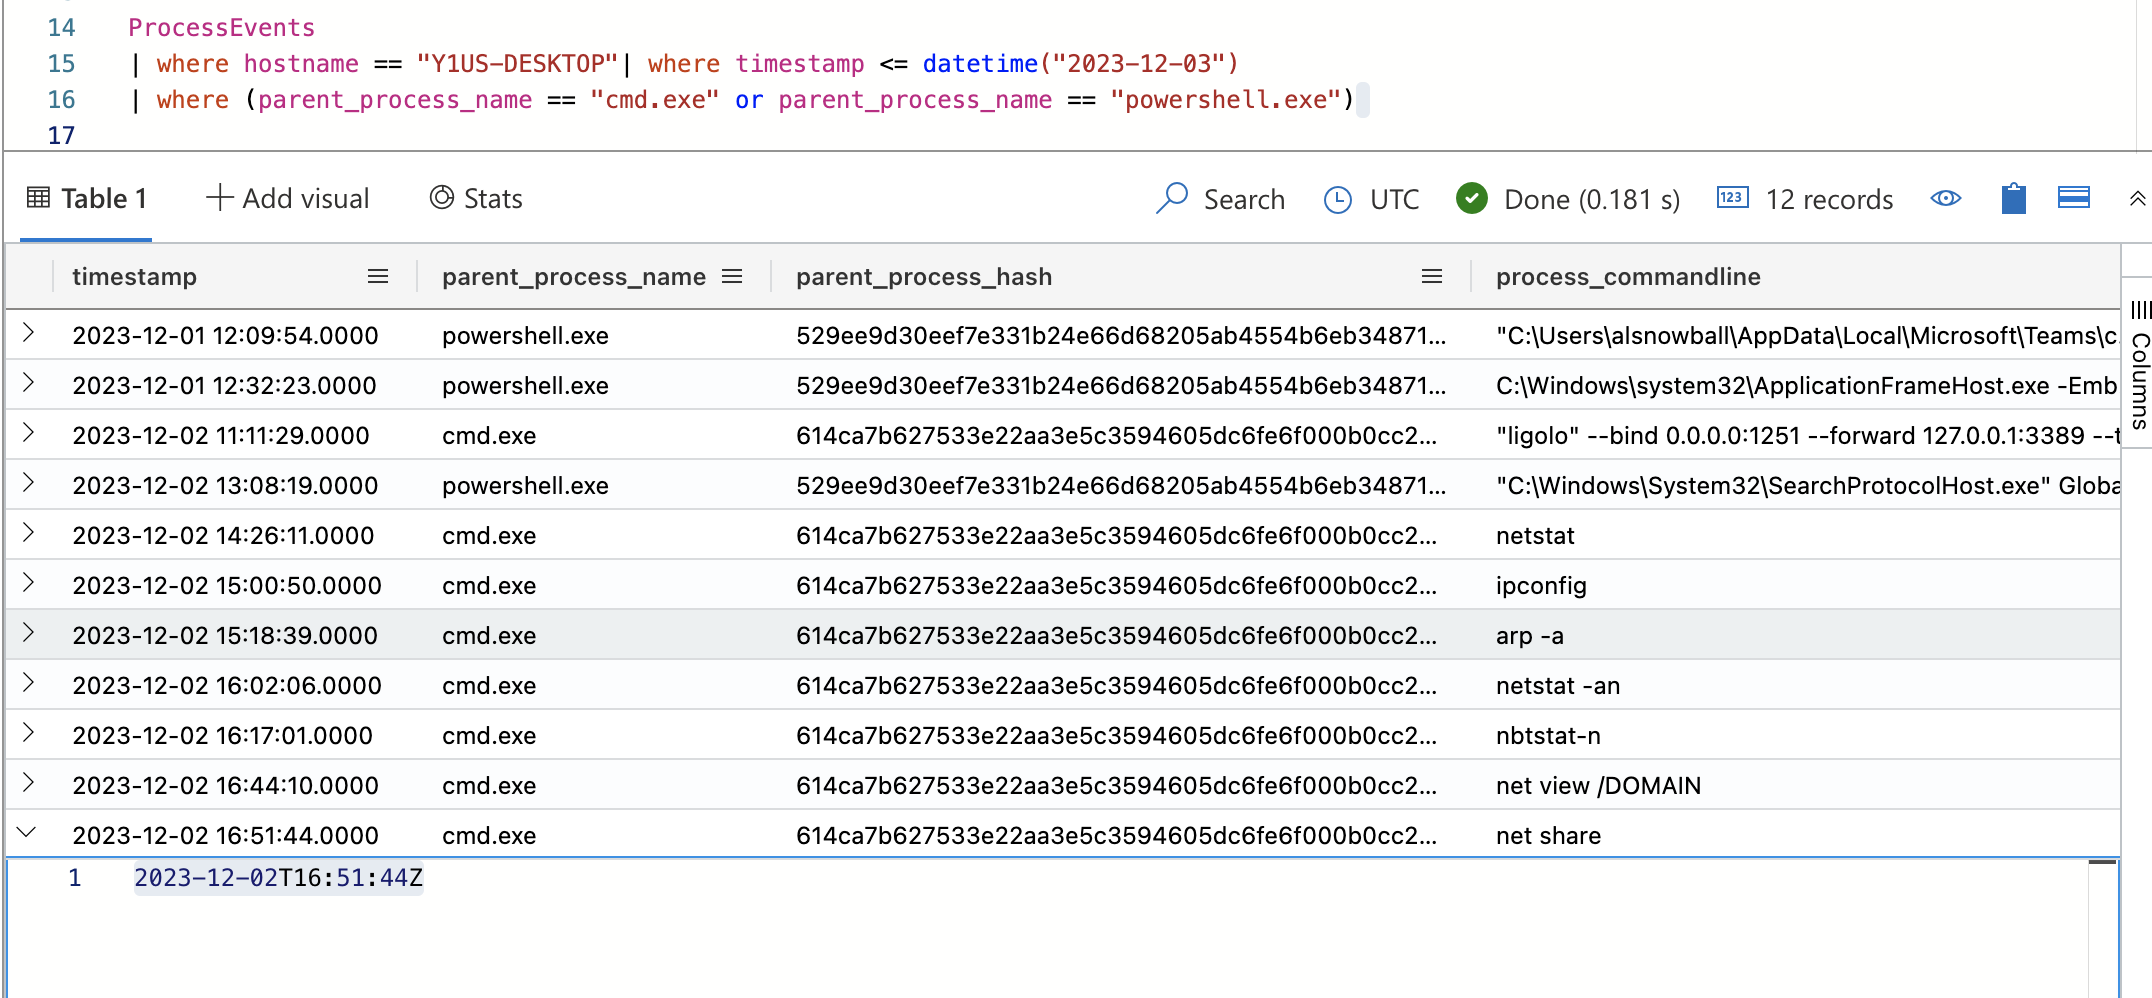 14 ProcessEvents
15 | where hostname == "Y1US-DESKTOP"| where timestamp <= datetime("2023-12-03")
16 | where (parent_process_name == "cmd.exe" or parent_process_name == "powershell.exe")
17
Table 1 Add visual Stats Search UTC Done (0.181 s) 123 12 records
timestamp parent_process_name parent_process_hash process_commandline
2023-12-01 12:09:54.0000 powershell.exe 529ee9d30eef7e331b24e66d68205ab4554b6eb34871... "C:\Users\alsnowball\AppData\Local\Microsoft\Teams\c
2023-12-01 12:32:23.0000 powershell.exe 529ee9d30eef7e331b24e66d68205ab4554b6eb34871... C:\Windows\system32\ApplicationFrameHost.exe -Emb
2023-12-02 11:11:29.0000 cmd.exe 614ca7b627533e22aa3e5c3594605dc6fe6f000b0cc2... "ligolo" --bind 0.0.0.0:1251 --forward 127.0.0.1:3389 --t
2023-12-02 13:08:19.0000 powershell.exe 529ee9d30eef7e331b24e66d68205ab4554b6eb34871... "C:\Windows\System32\SearchProtocolHost.exe" Globa
2023-12-02 14:26:11.0000 cmd.exe 614ca7b627533e22aa3e5c3594605dc6fe6f000b0cc2... netstat
2023-12-02 15:00:50.0000 cmd.exe 614ca7b627533e22aa3e5c3594605dc6fe6f000b0cc2... ipconfig
2023-12-02 15:18:39.0000 cmd.exe 614ca7b627533e22aa3e5c3594605dc6fe6f000b0cc2... arp -a
2023-12-02 16:02:06.0000 cmd.exe 614ca7b627533e22aa3e5c3594605dc6fe6f000b0cc2... netstat -an
2023-12-02 16:17:01.0000 cmd.exe 614ca7b627533e22aa3e5c3594605dc6fe6f000b0cc2... nbtstat-n
2023-12-02 16:44:10.0000 cmd.exe 614ca7b627533e22aa3e5c3594605dc6fe6f000b0cc2... net view /DOMAIN
2023-12-02 16:51:44.0000 cmd.exe 614ca7b627533e22aa3e5c3594605dc6fe6f000b0cc2... net share
1 2023-12-02T16:51:44Z
Columns